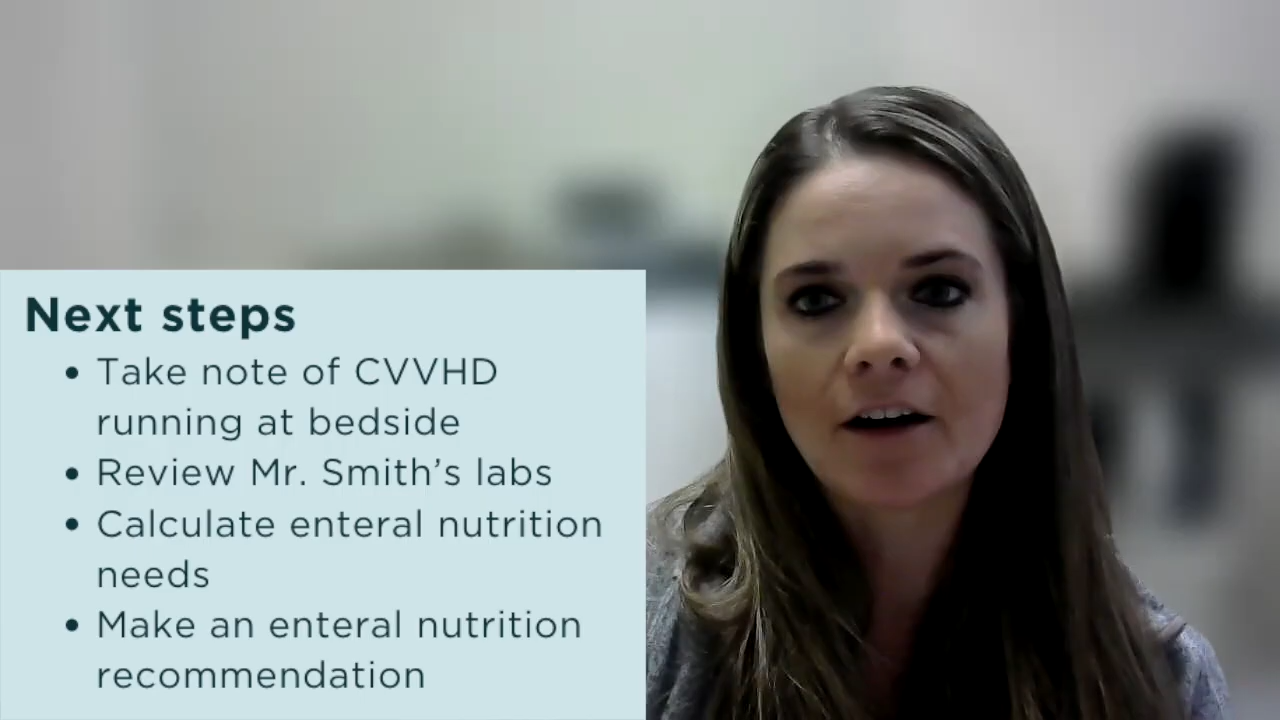 Next steps
• Take note of CVVHD
running at bedside
• Review Mr. Smith’s labs
• Calculate enteral nutrition
needs
• Make an enteral nutrition
recommendation